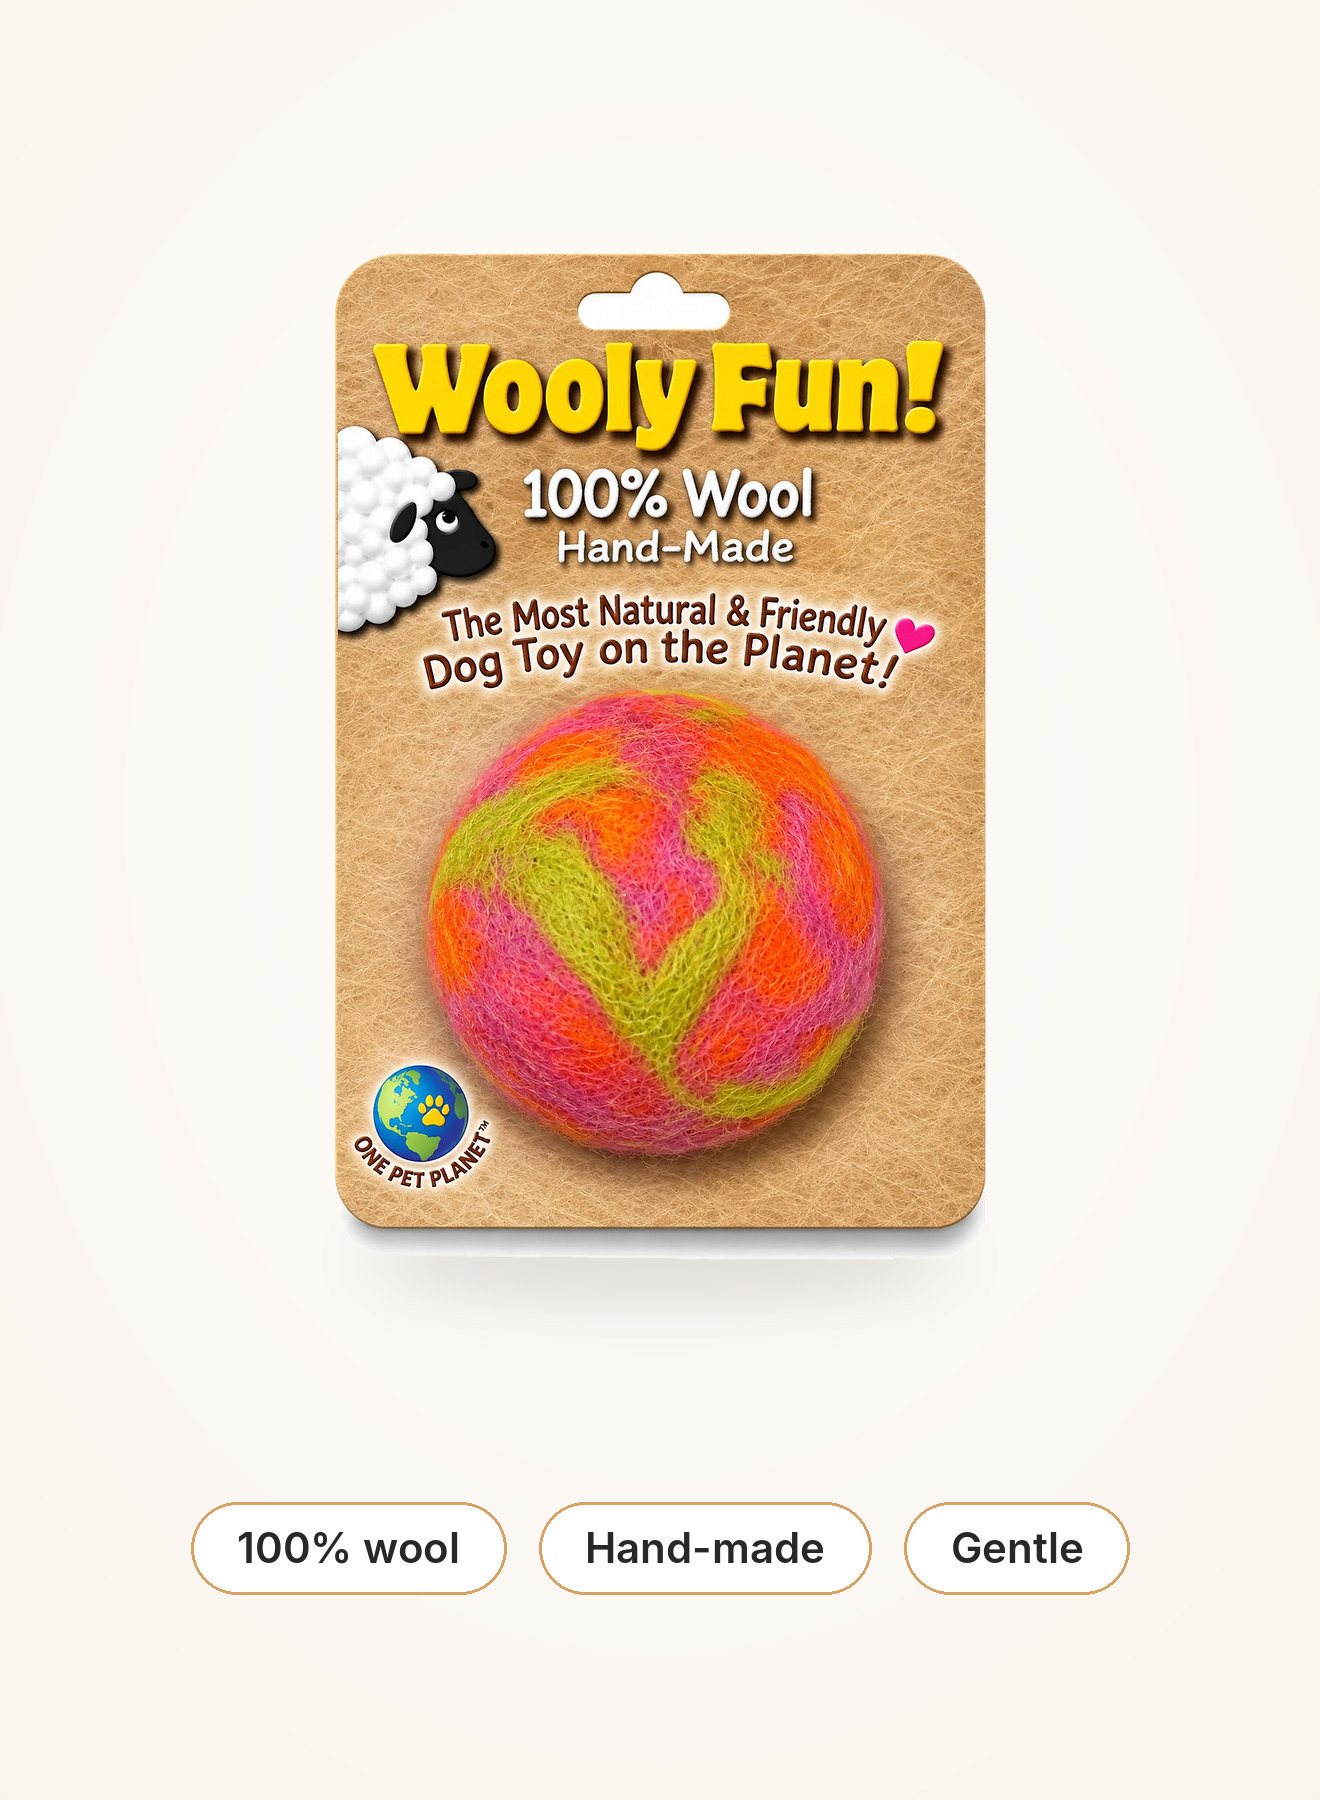 Wooly Fun!
100% Wool
Hand-Made
The Most Natural & Friendly
Dog Toy on the Planet!
ONE PET PLANET™
100% wool
Hand-made
Gentle